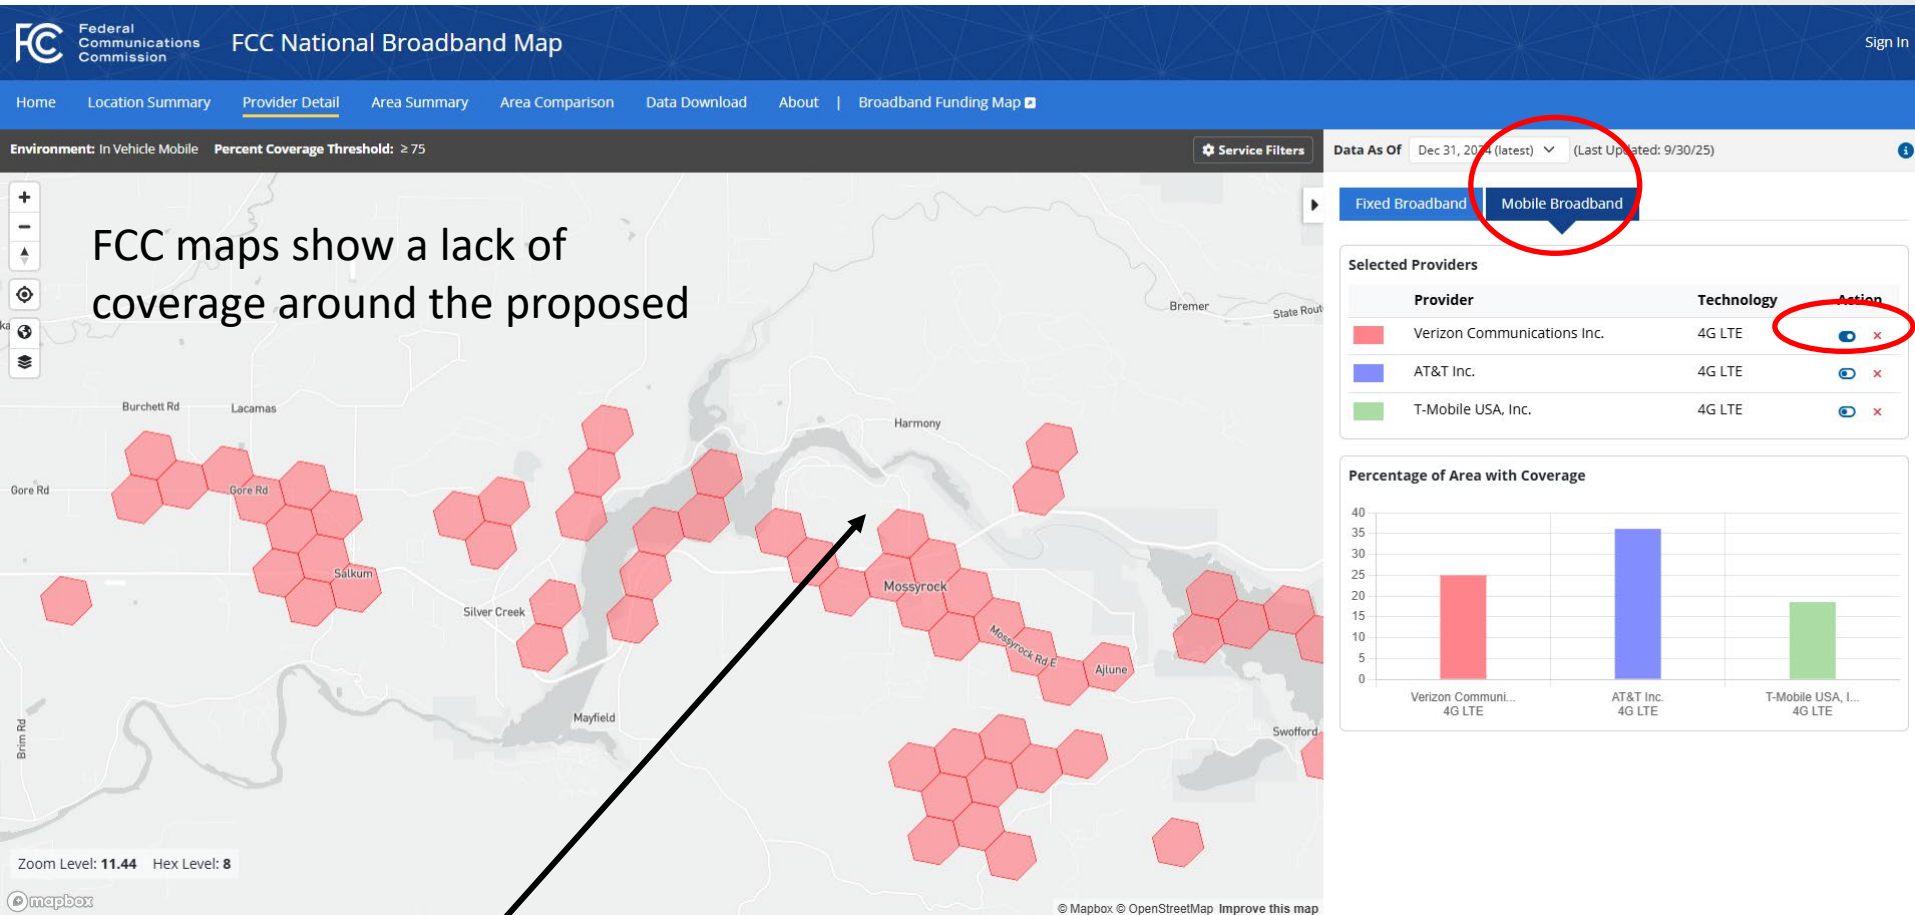 Federal
Communications
Commission
FCC National Broadband Map
Sign In
Home Location Summary Provider Detail Area Summary Area Comparison Data Download About | Broadband Funding Map
Environment: In Vehicle Mobile Percent Coverage Threshold: ≥ 75
Service Filters
Data As Of Dec 31, 2024 (latest) (Last Updated: 9/30/25)
Fixed Broadband Mobile Broadband
FCC maps show a lack of
coverage around the proposed
Bremer
State Rout
Burchett Rd
Lacamas
Harmony
Gore Rd
Gore Rd
Salkum
Silver Creek
Mossyrock
Mossyrock Rd E
Ajlune
Mayfield
Swofford
Brim Rd
Zoom Level: 11.44 Hex Level: 8
mapbox
© Mapbox © OpenStreetMap Improve this map
Selected Providers
Provider Technology Action
Verizon Communications Inc. 4G LTE
AT&T Inc. 4G LTE
T-Mobile USA, Inc. 4G LTE
Percentage of Area with Coverage
40
35
30
25
20
15
10
5
0
Verizon Communi...
4G LTE
AT&T Inc.
4G LTE
T-Mobile USA, I...
4G LTE